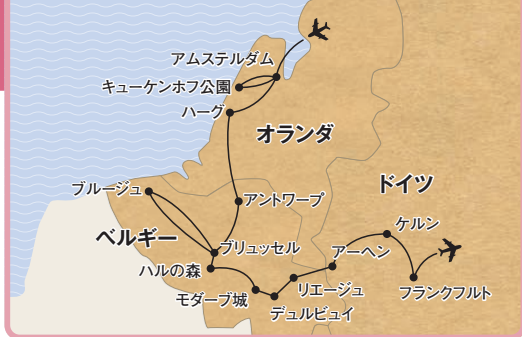 アムステルダム
キューケンホフ公園
ハーグ
オランダ
ドイツ
ブルージュ
アントワープ
ケルン
ベルギー
ブリュッセル
アーヘン
ハルの森
リエージュ
フランクフルト
モダーブ城
デュルビュイ